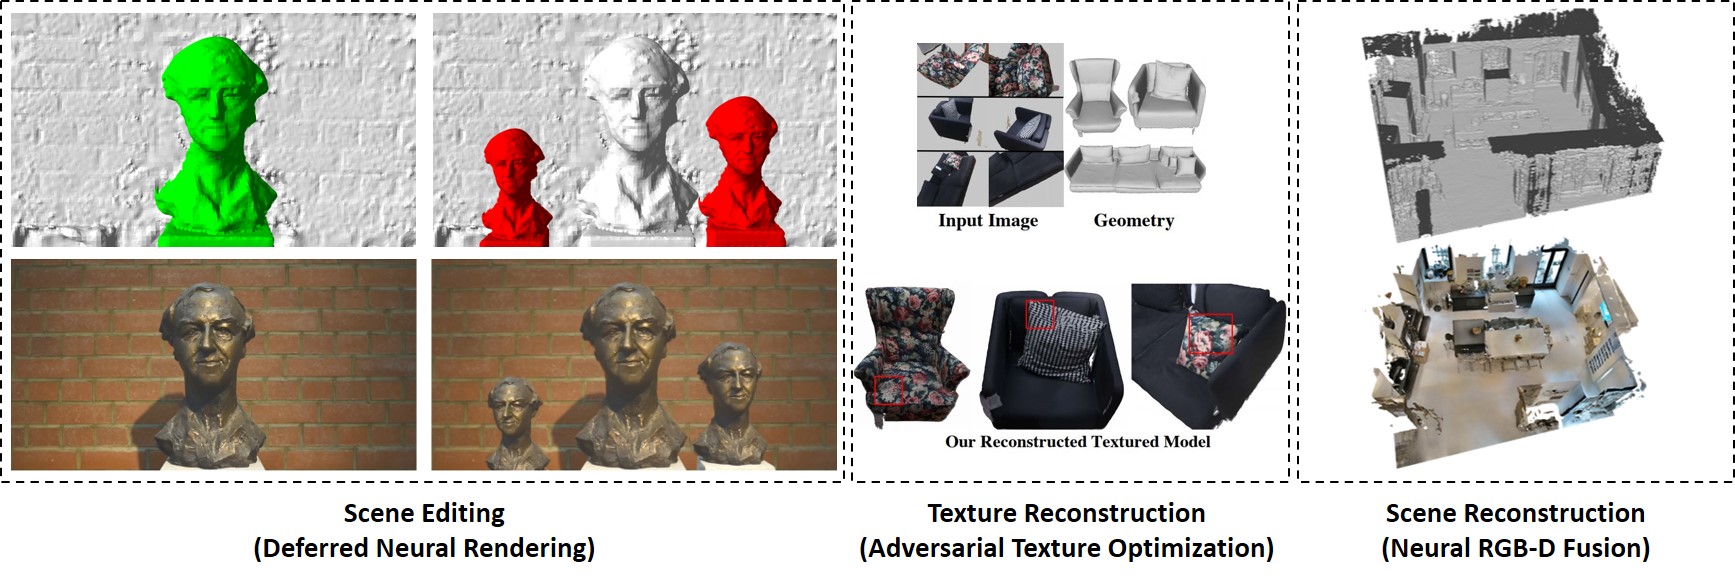 Input Image
Geometry
Our Reconstructed Textured Model
Scene Editing
(Deferred Neural Rendering)
Texture Reconstruction
(Adversarial Texture Optimization)
Scene Reconstruction
(Neural RGB-D Fusion)